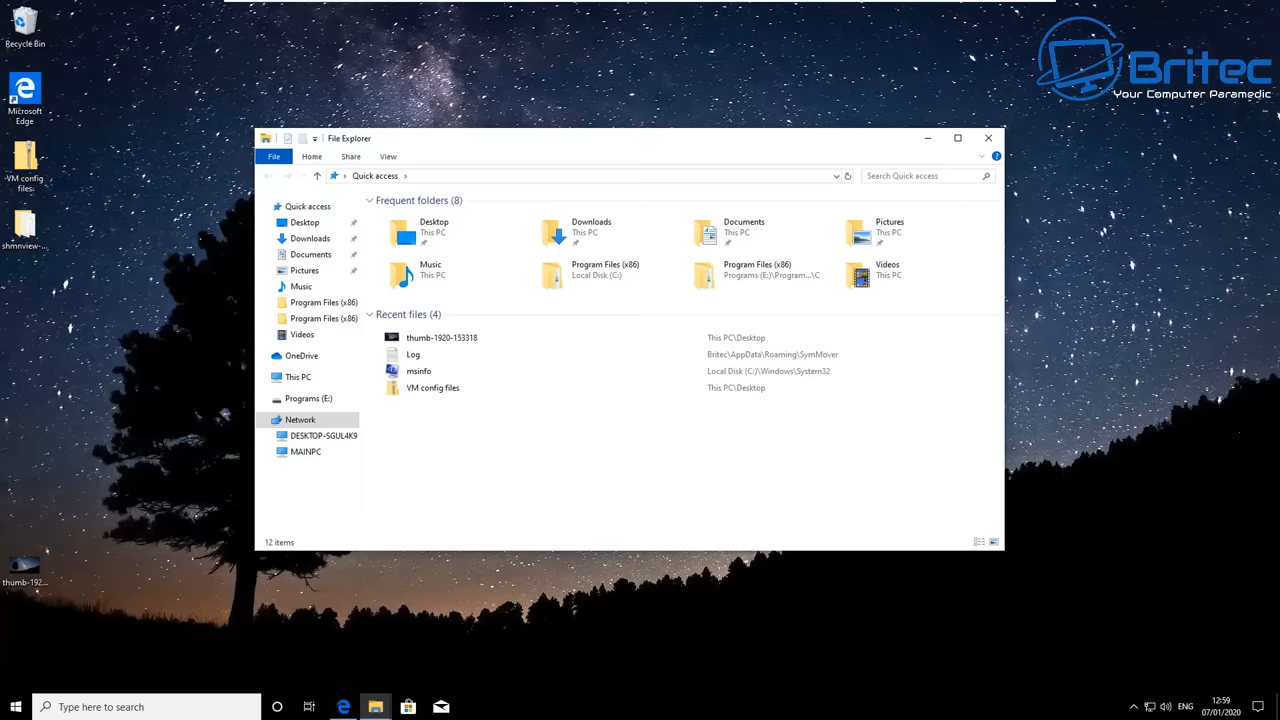 Recycle Bin
Microsoft
Edge
VM config
files
shmnview-...
thumb-192...
Britec
Your Computer Paramedic
File Explorer
File
Home
Share
View
Quick access
Search Quick access
Quick access
Desktop
Downloads
Documents
Pictures
Music
Program Files (x86)
Program Files (x86)
Videos
OneDrive
This PC
Programs (E:)
Network
DESKTOP-SGUL4K9
MAINPC
Frequent folders (8)
Desktop
This PC
Downloads
This PC
Documents
This PC
Pictures
This PC
Music
This PC
Program Files (x86)
Local Disk (C:)
Program Files (x86)
Programs (E:)\Program...\C
Videos
This PC
Recent files (4)
thumb-1920-153318
This PC\Desktop
Log
Britec\AppData\Roaming\SymMover
msinfo
Local Disk (C:)\Windows\System32
VM config files
This PC\Desktop
12 items
Type here to search
ENG
12:59
07/01/2020